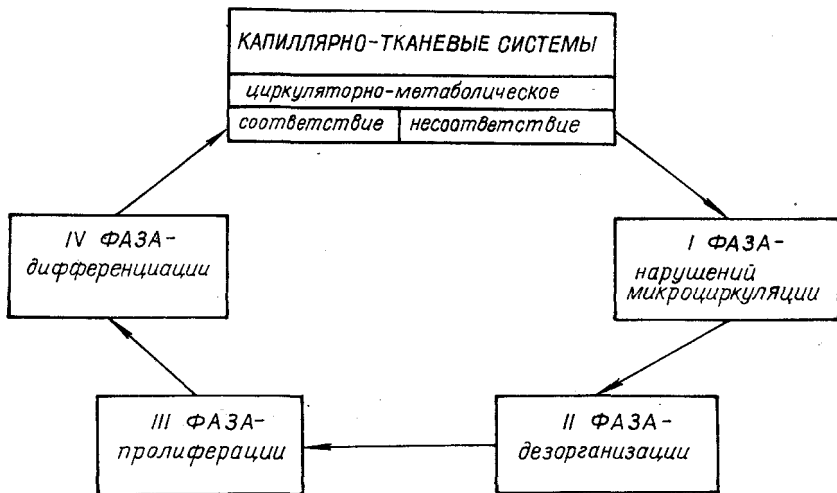 КАПИЛЛЯРНО-ТКАНЕВЫЕ СИСТЕМЫ
циркуляторно-метаболическое
соответствие несоответствие
IV ФАЗА-
дифференциации
I ФАЗА-
нарушений
микроциркуляции
III ФАЗА-
пролиферации
II ФАЗА-
дезорганизации